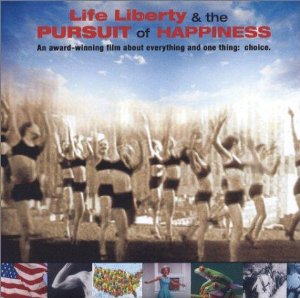 Life Liberty & the
PURSUIT of HAPPINESS
An award-winning film about everything and one thing: choice.